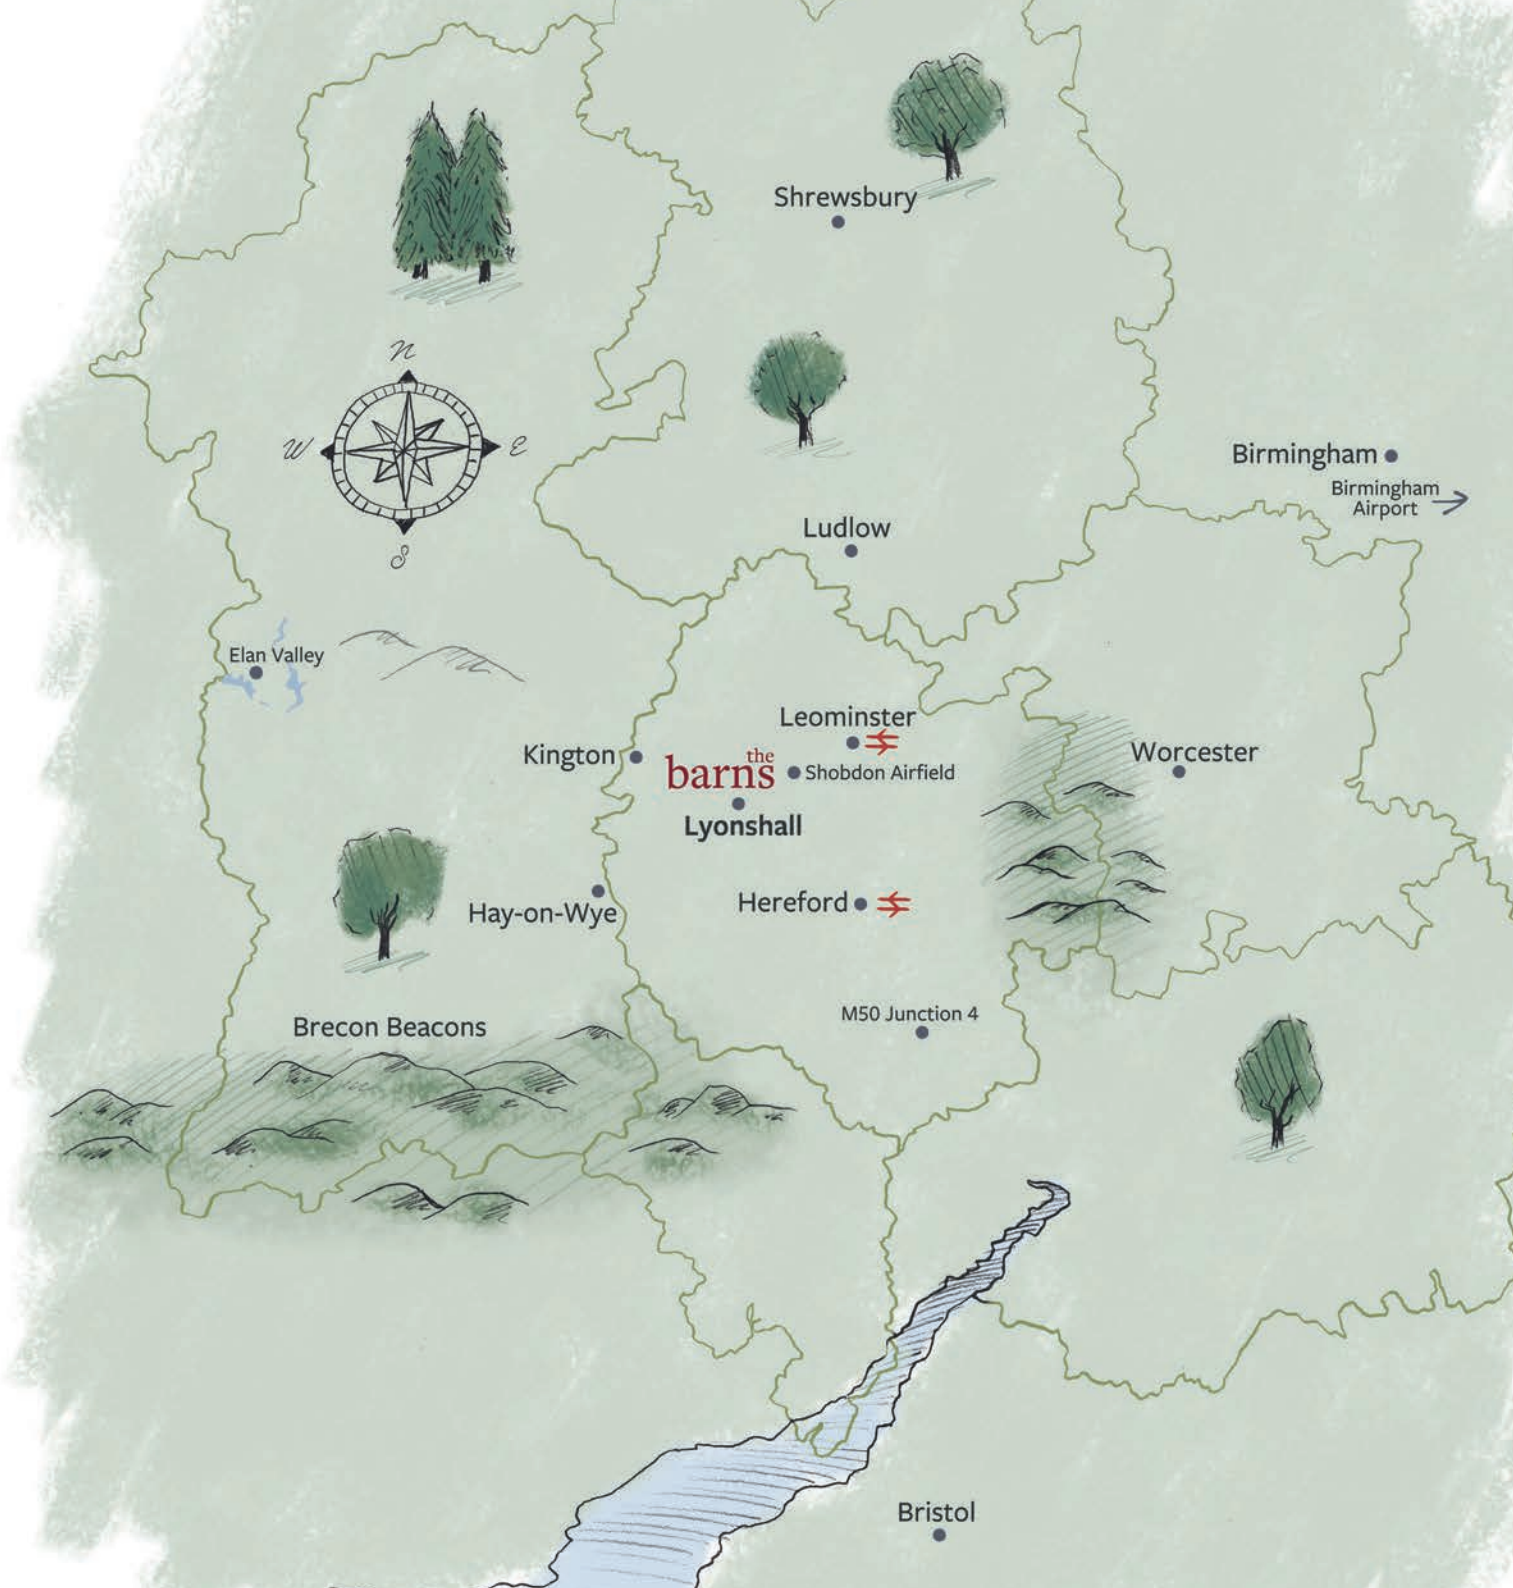 Shrewsbury
N
W
E
S
Birmingham
Birmingham
Airport
Ludlow
Elan Valley
Leominster
Kington
the
barns
Shobdon Airfield
Worcester
Lyonshall
Hereford
Hay-on-Wye
M50 Junction 4
Brecon Beacons
Bristol